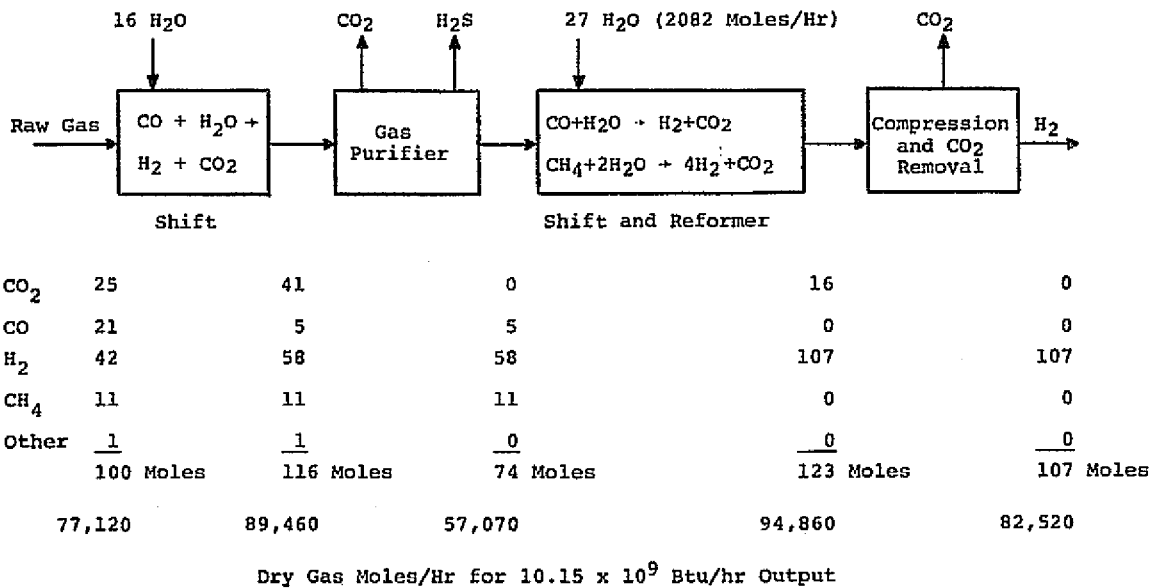 16 H2O CO2 H2S 27 H2O (2082 Moles/Hr) CO2
Raw Gas
CO + H2O →
H2 + CO2
Gas
Purifier
CO+H2O → H2+CO2
CH4+2H2O → 4H2+CO2
Compression
and CO2
Removal
H2
Shift Shift and Reformer
CO2 25 41 0 16 0
CO 21 5 5 0 0
H2 42 58 58 107 107
CH4 11 11 11 0 0
Other 1 1 0 0 0
100 Moles 116 Moles 74 Moles 123 Moles 107 Moles
77,120 89,460 57,070 94,860 82,520
Dry Gas Moles/Hr for 10.15 x 10^9 Btu/hr Output